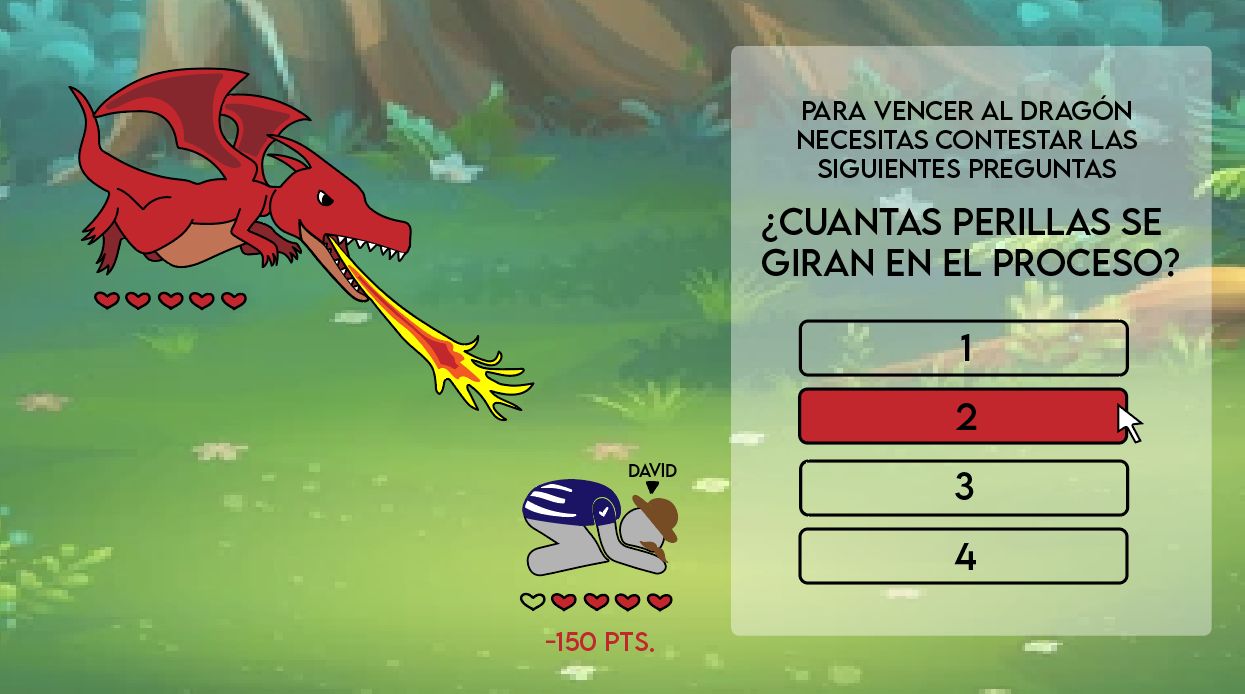 PARA VENCER AL DRAGÓN
NECESITAS CONTESTAR LAS
SIGUIENTES PREGUNTAS
¿CUANTAS PERILLAS SE
GIRAN EN EL PROCESO?
1
2
3
4
DAVID
-150 PTS.